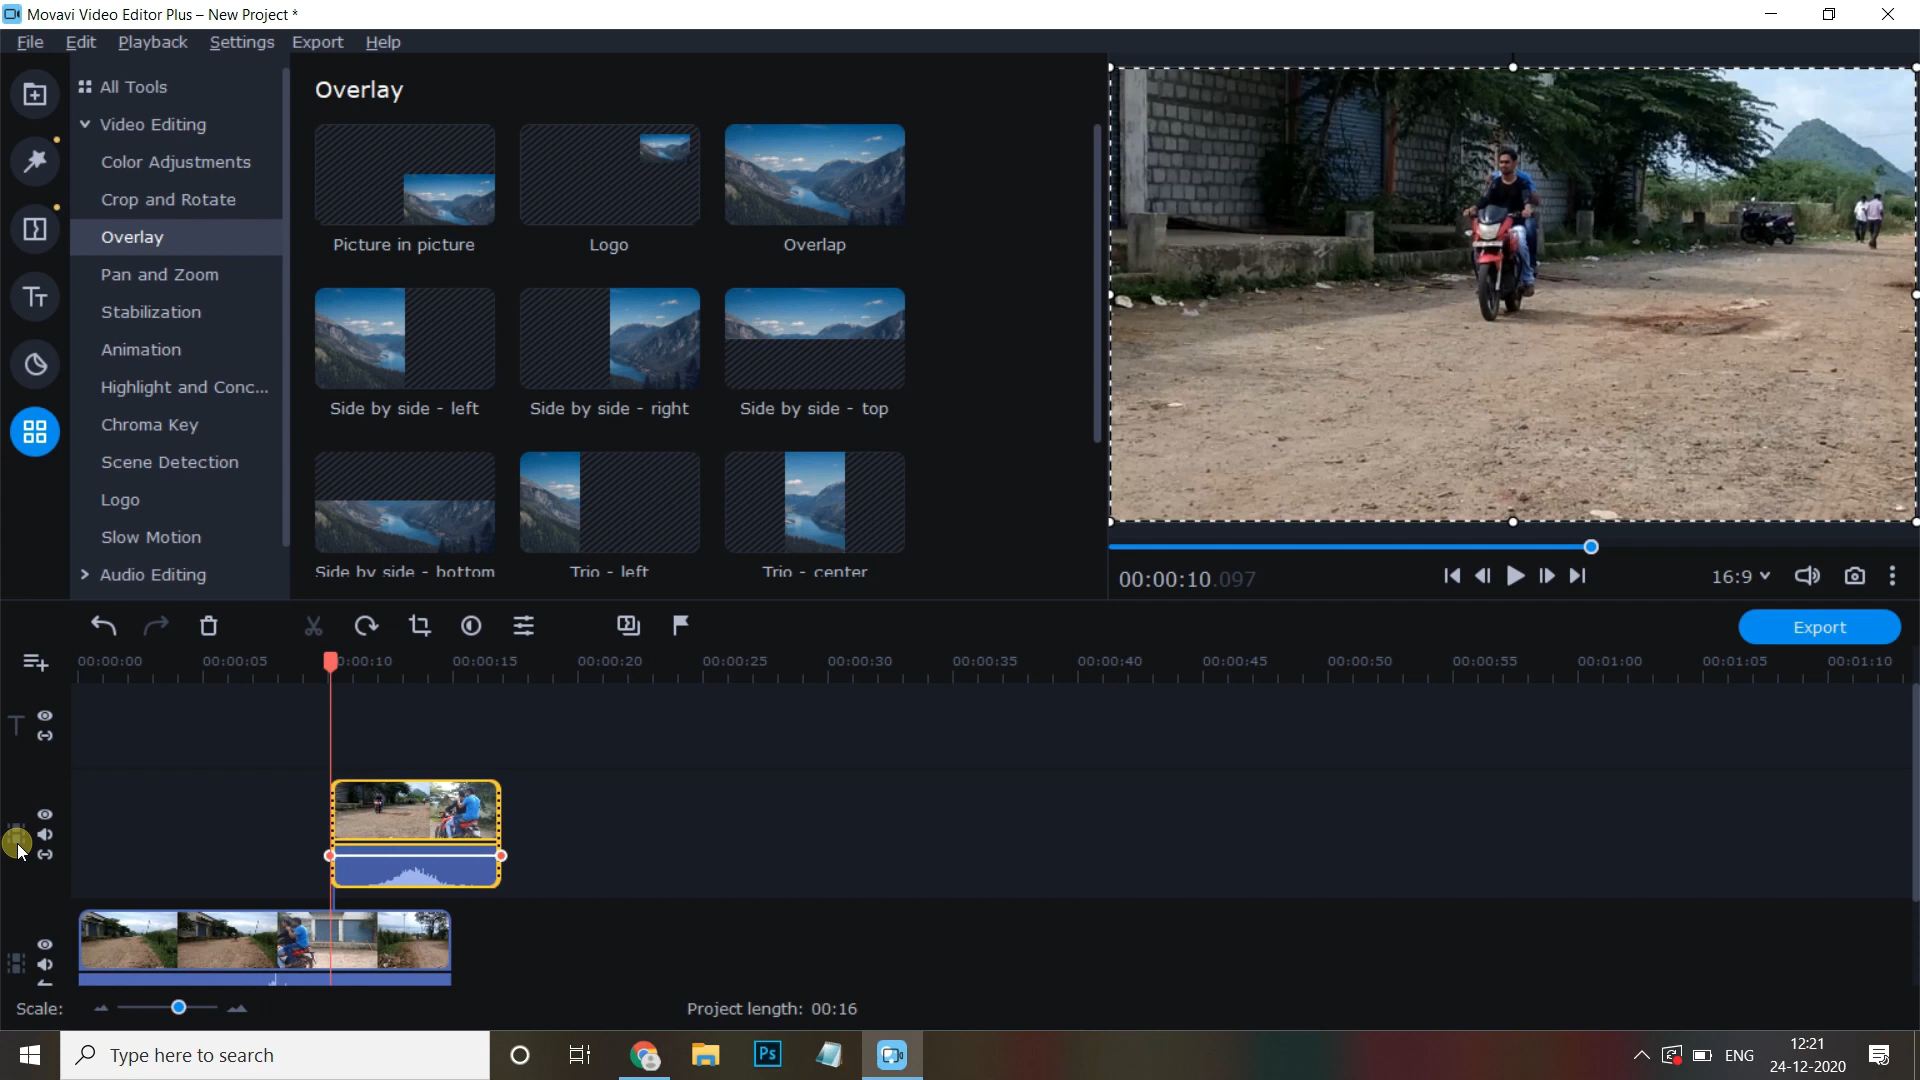 Movavi Video Editor Plus – New Project *
File Edit Playback Settings Export Help
All Tools
Video Editing
Color Adjustments
Crop and Rotate
Overlay
Pan and Zoom
Stabilization
Animation
Highlight and Conc...
Chroma Key
Scene Detection
Logo
Slow Motion
Audio Editing
Overlay
Picture in picture Logo Overlap
Side by side - left Side by side - right Side by side - top
Side by side - bottom Trio - left Trio - center
00:00:10.097
16:9
Export
00:00:00 00:00:05 0:00:10 00:00:15 00:00:20 00:00:25 00:00:30 00:00:35 00:00:40 00:00:45 00:00:50 00:00:55 00:01:00 00:01:05 00:01:10
Scale:
Project length: 00:16
Type here to search
Ps
ENG
12:21
24-12-2020